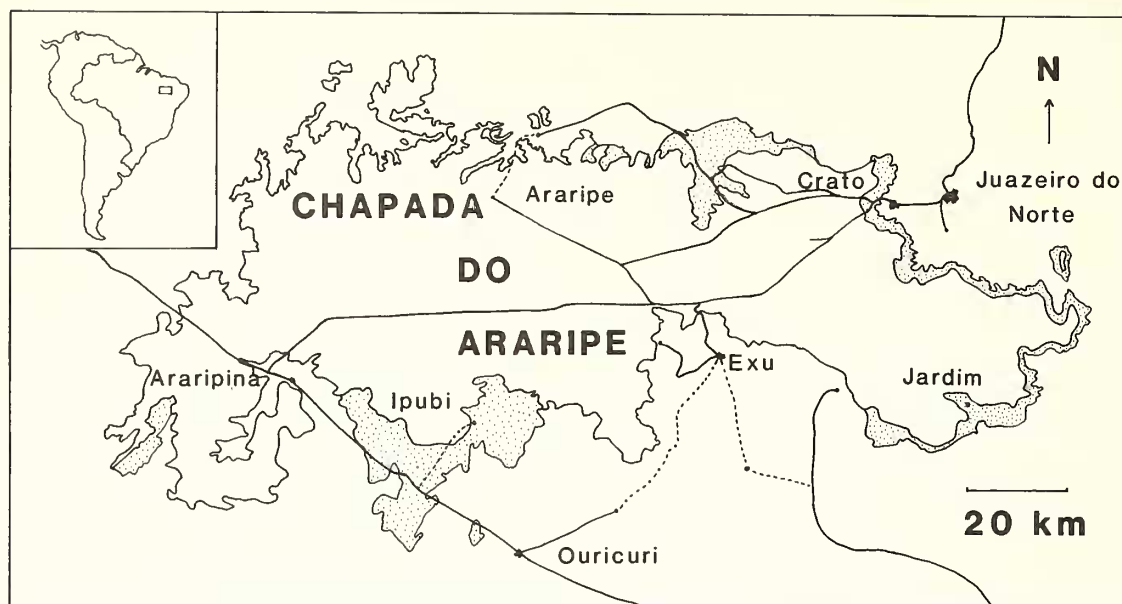 N
Crato
Juazeiro do
Norte
Araripe
CHAPADA
DO
ARARIPE
Exu
Araripina
Ipubi
Jardim
20 km
Ouricuri